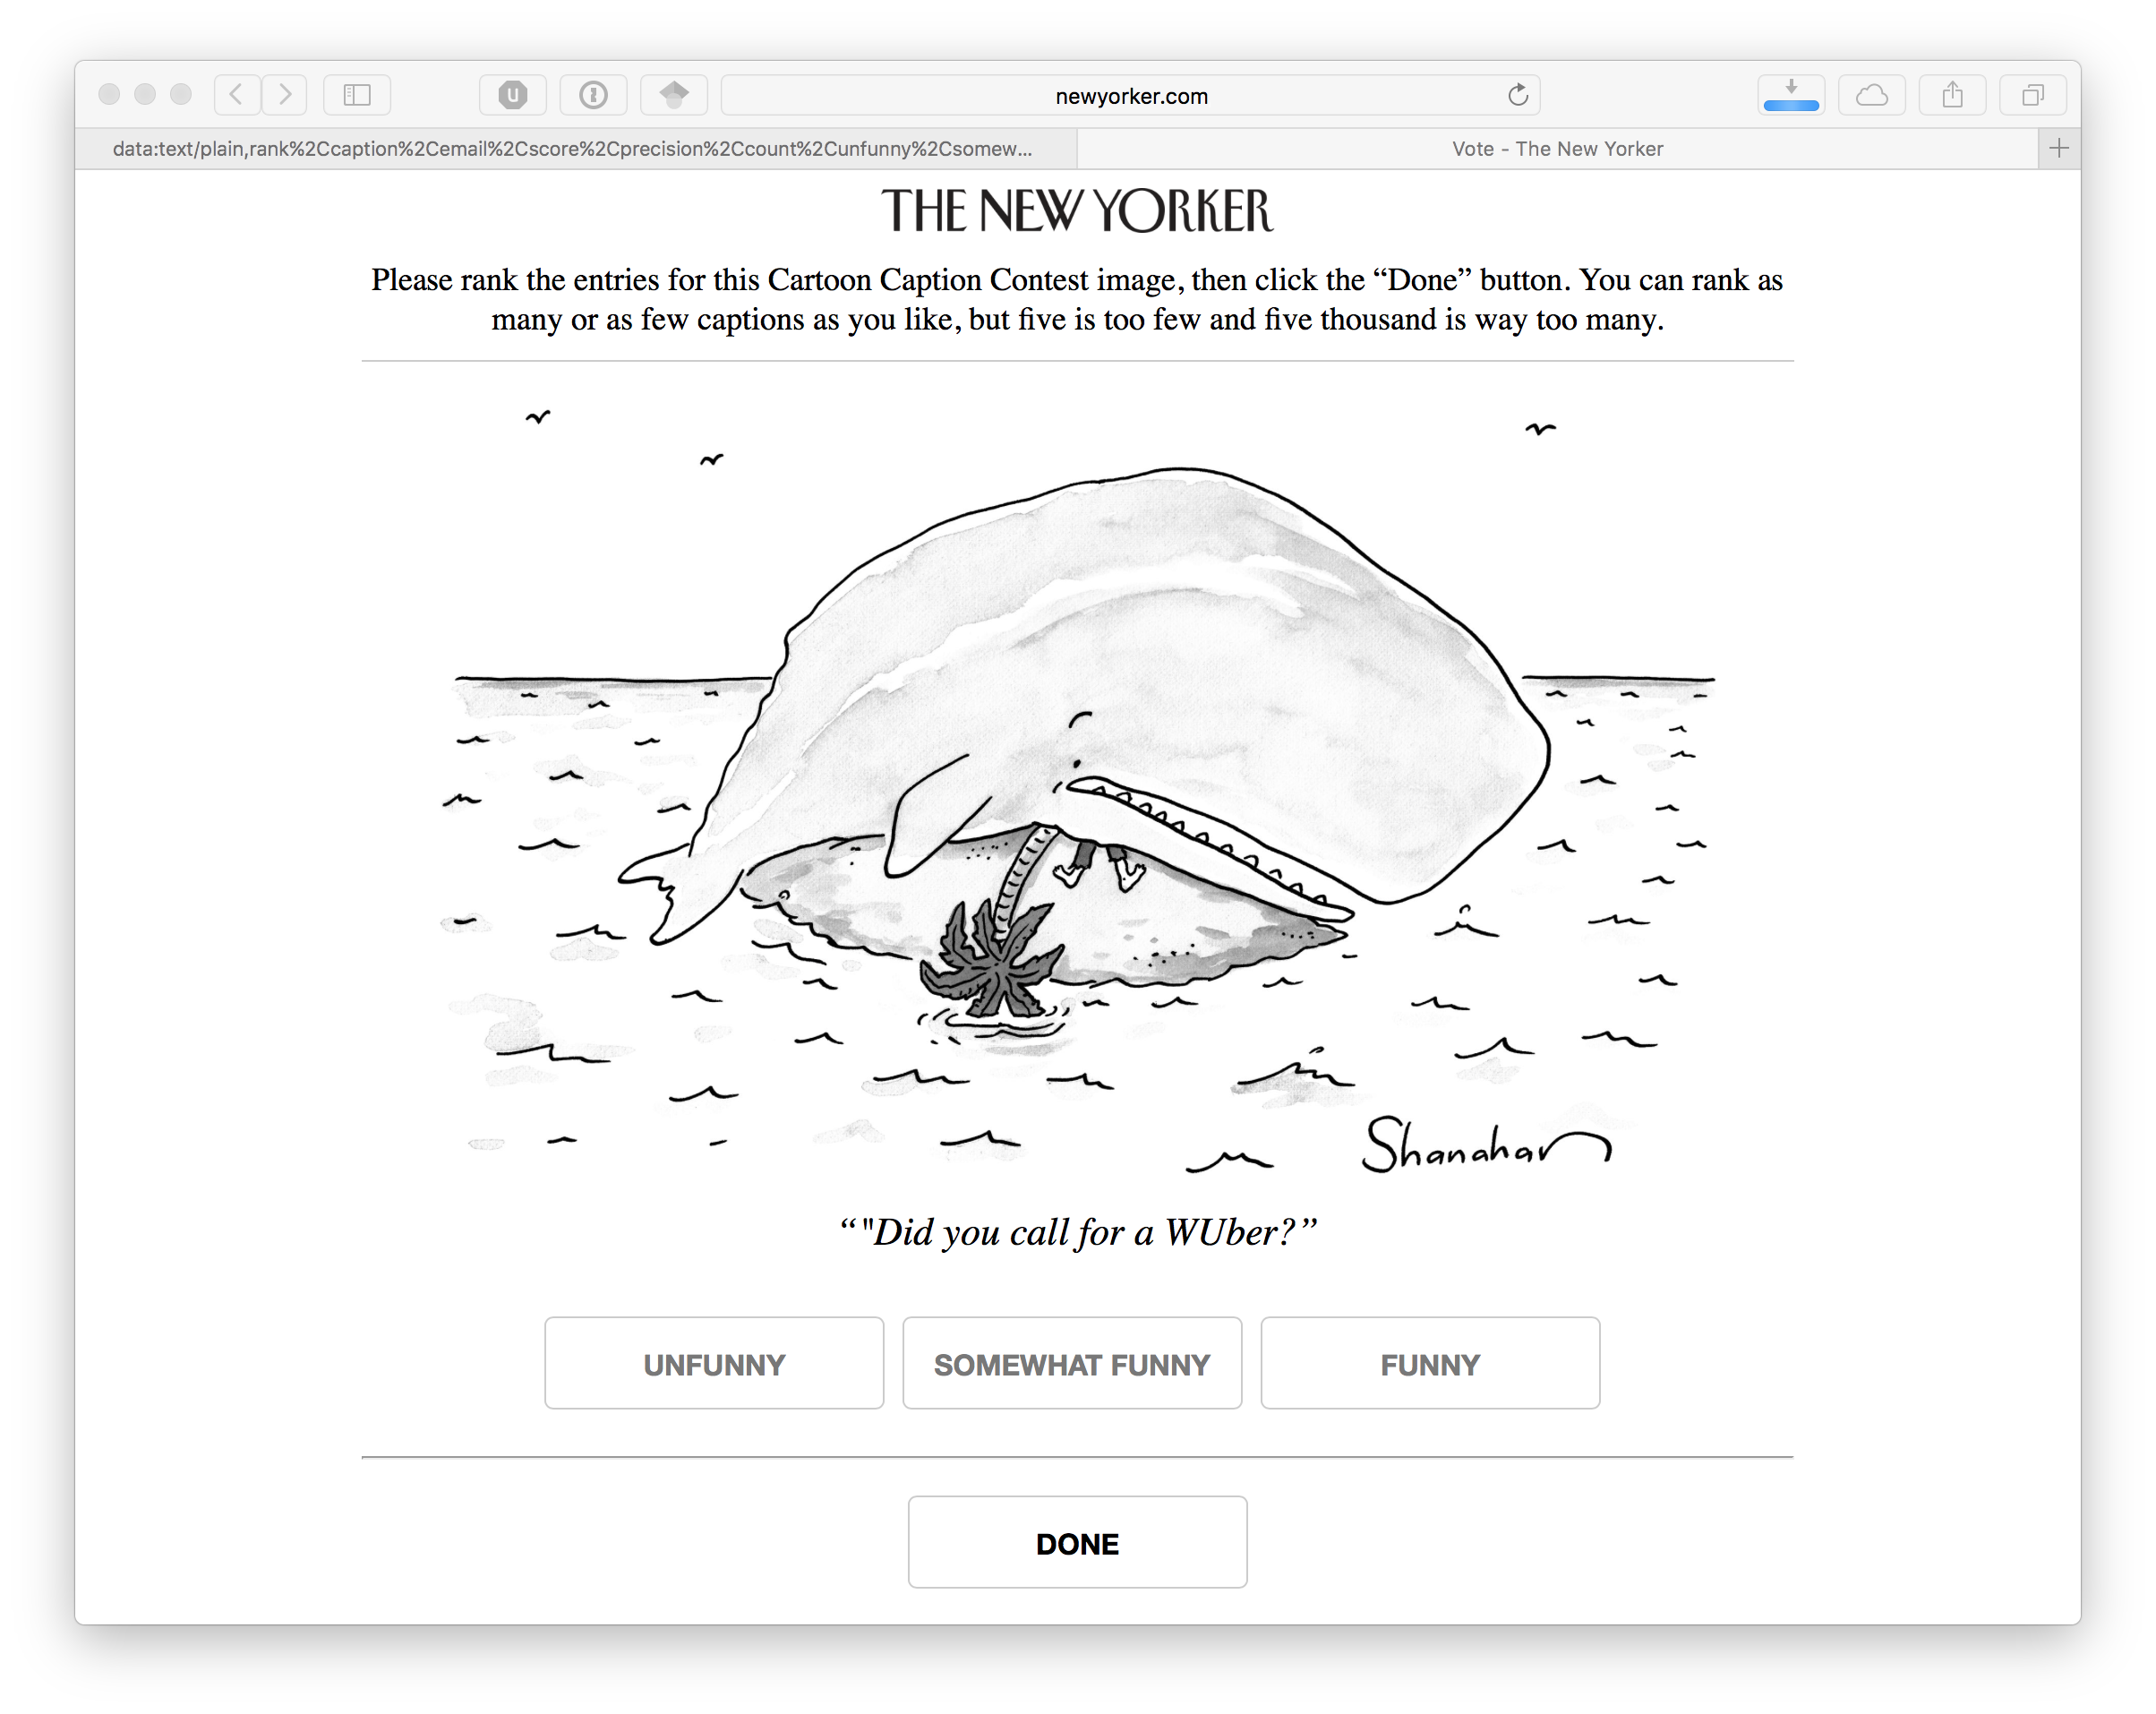 newyorker.com
data:text/plain,rank%2Ccaption%2Cemail%2Cscore%2Cprecision%2Ccount%2Cunfunny%2Csomew...
Vote - The New Yorker
THE NEW YORKER
Please rank the entries for this Cartoon Caption Contest image, then click the “Done” button. You can rank as
many or as few captions as you like, but five is too few and five thousand is way too many.
Shanahan
“"Did you call for a WUber?”
UNFUNNY
SOMEWHAT FUNNY
FUNNY
DONE